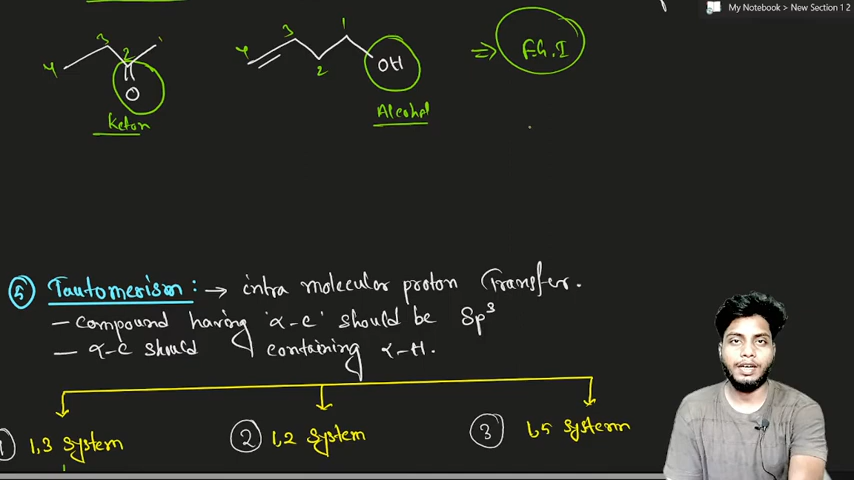 My Notebook > New Section 1 2
4 3 2 1
O
Keton
4 3 2 1
OH
Alcohol
⇒ F.G.I
5 Tautomerism : → intra molecular proton Transfer.
- compound having 'α-C' should be Sp³
- α-C should containing α-H.
1 1,3 System
2 1,2 System
3 1,5 System